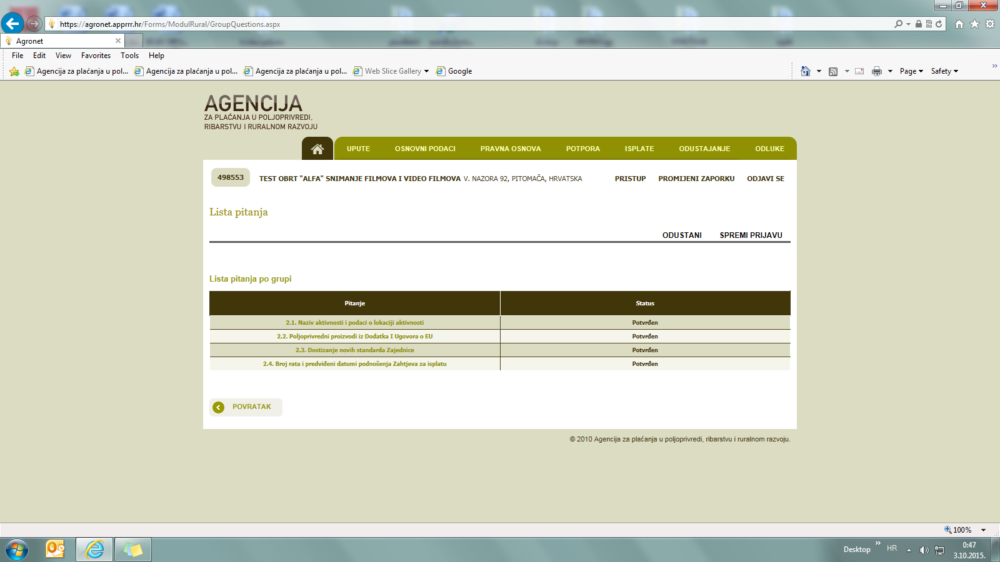 https://agronet.apprrr.hr/Forms/ModulRural/GroupQuestions.aspx
Agronet
File Edit View Favorites Tools Help
Agencija za plaćanja u pol... Agencija za plaćanja u pol... Agencija za plaćanja u pol... Web Slice Gallery Google Page Safety
AGENCIJA
ZA PLAĆANJA U POLJOPRIVREDI,
RIBARSTVU I RURALNOM RAZVOJU
UPUTE OSNOVNI PODACI PRAVNA OSNOVA POTPORA ISPLATE ODUSTAJANJE ODLUKE
498553 TEST OBRT "ALFA" SNIMANJE FILMOVA I VIDEO FILMOVA V. NAZORA 92, PITOMAČA, HRVATSKA PRISTUP PROMIJENI ZAPORKU ODJAVI SE
Lista pitanja
ODUSTANI SPREMI PRIJAVU
Lista pitanja po grupi
Pitanje Status
2.1. Naziv aktivnosti i podaci o lokaciji aktivnosti Potvrđen
2.2. Poljoprivredni proizvodi iz Dodatka I Ugovora o EU Potvrđen
2.3. Dostizanje novih standarda Zajednice Potvrđen
2.4. Broj rata i predviđeni datumi podnošenja Zahtjeva za isplatu Potvrđen
POVRATAK
© 2010 Agencija za plaćanja u poljoprivredi, ribarstvu i ruralnom razvoju.
100%
Desktop HR 0:47
3.10.2015.